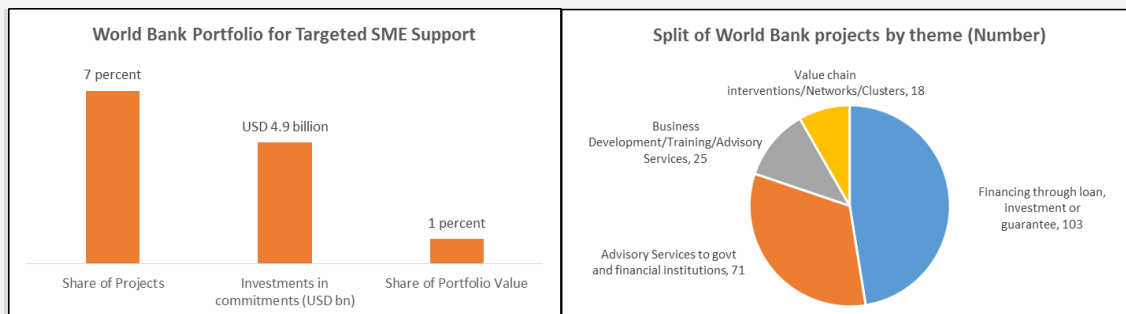 World Bank Portfolio for Targeted SME Support
7 percent
USD 4.9 billion
1 percent
Share of Projects
Investments in
commitments (USD bn)
Share of Portfolio Value
Split of World Bank projects by theme (Number)
Value chain
interventions/Networks/Clusters, 18
Business
Development/Training/Advisory
Services, 25
Financing through loan,
investment or
guarantee, 103
Advisory Services to govt
and financial institutions, 71